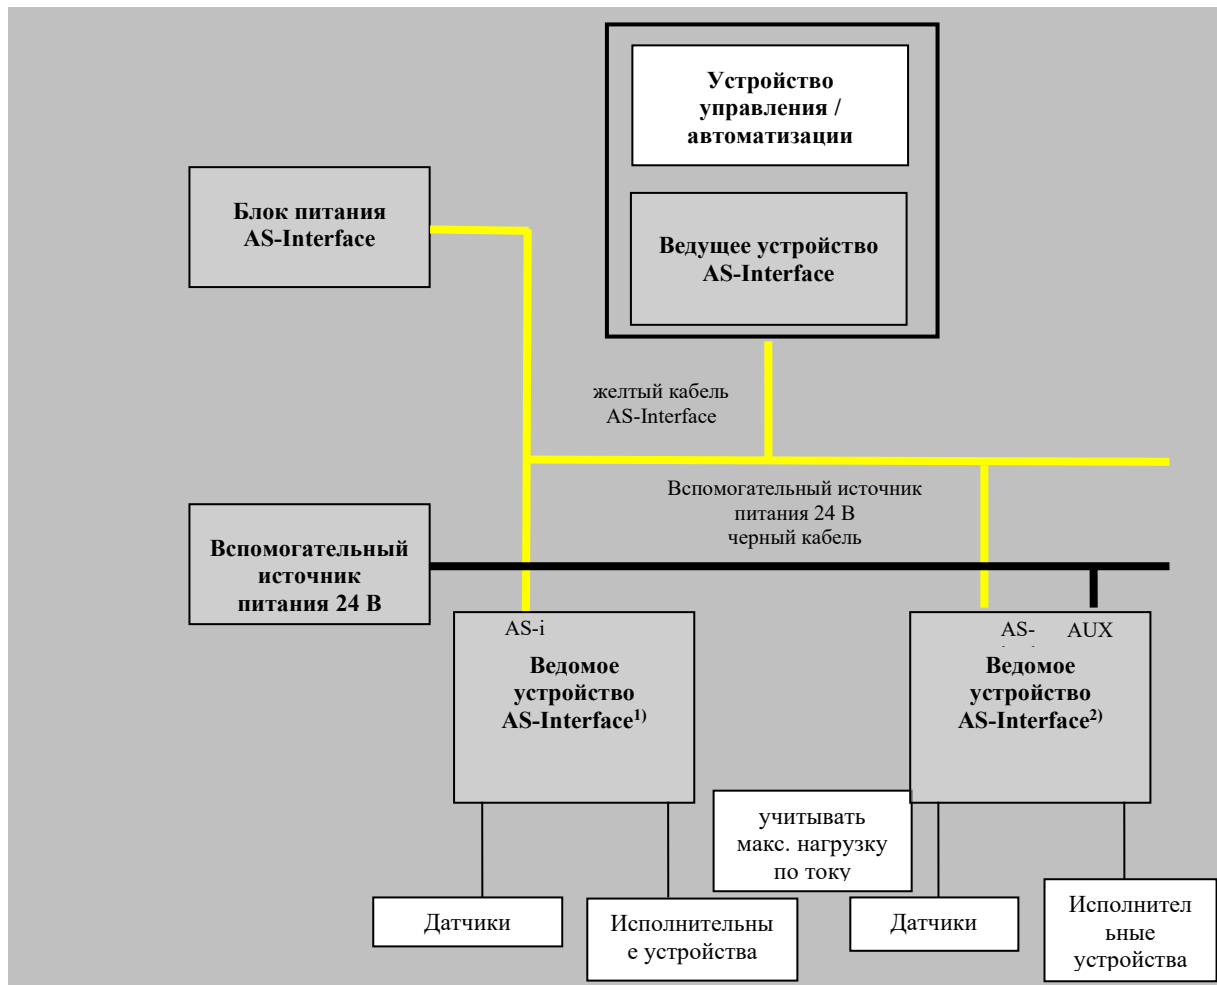 Устройство
управления /
автоматизации
Блок питания
AS-Interface
Ведущее устройство
AS-Interface
желтый кабель
AS-Interface
Вспомогательный источник
питания 24 В
черный кабель
Вспомогательный
источник
питания 24 В
AS-i
Ведомое
устройство
AS-Interface1)
AS-
AUX
Ведомое
устройство
AS-Interface2)
учитывать
макс. нагрузку
по току
Датчики
Исполнительны
е устройства
Датчики
Исполнител
ьные
устройства